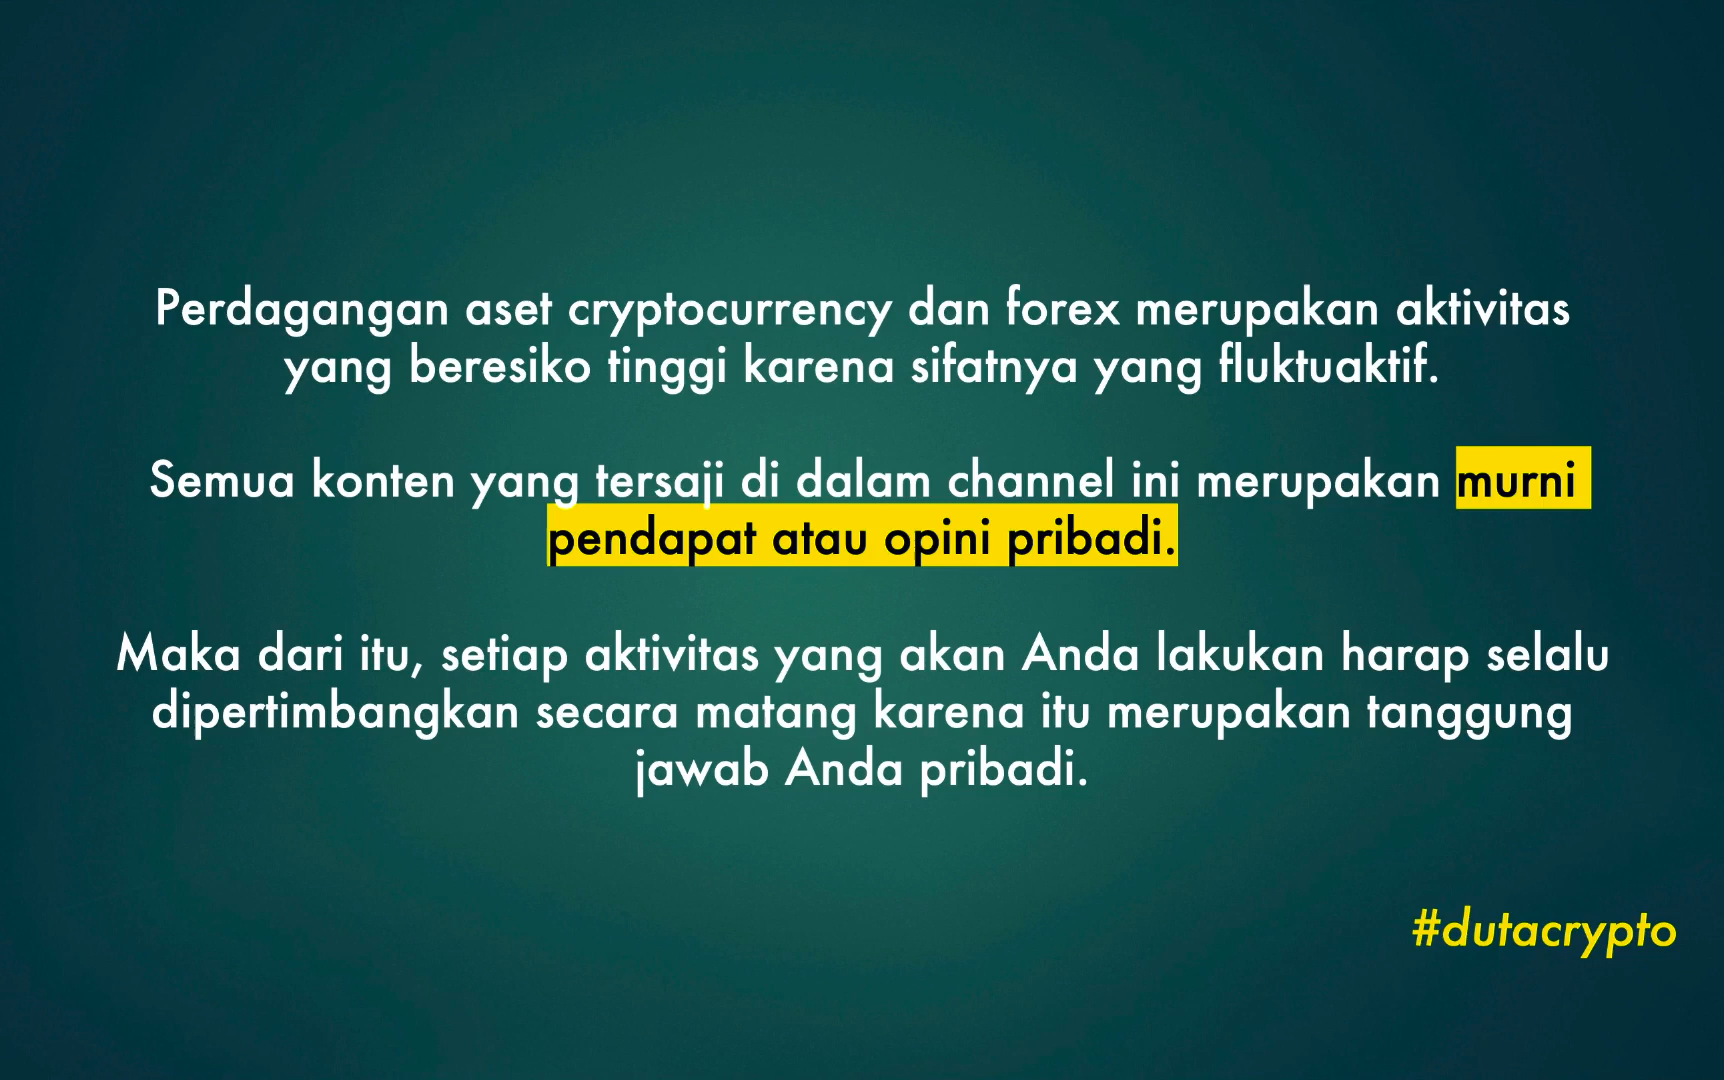 Perdagangan aset cryptocurrency dan forex merupakan aktivitas
yang beresiko tinggi karena sifatnya yang fluktuaktif.
Semua konten yang tersaji di dalam channel ini merupakan murni
pendapat atau opini pribadi.
Maka dari itu, setiap aktivitas yang akan Anda lakukan harap selalu
dipertimbangkan secara matang karena itu merupakan tanggung
jawab Anda pribadi.
#dutacrypto